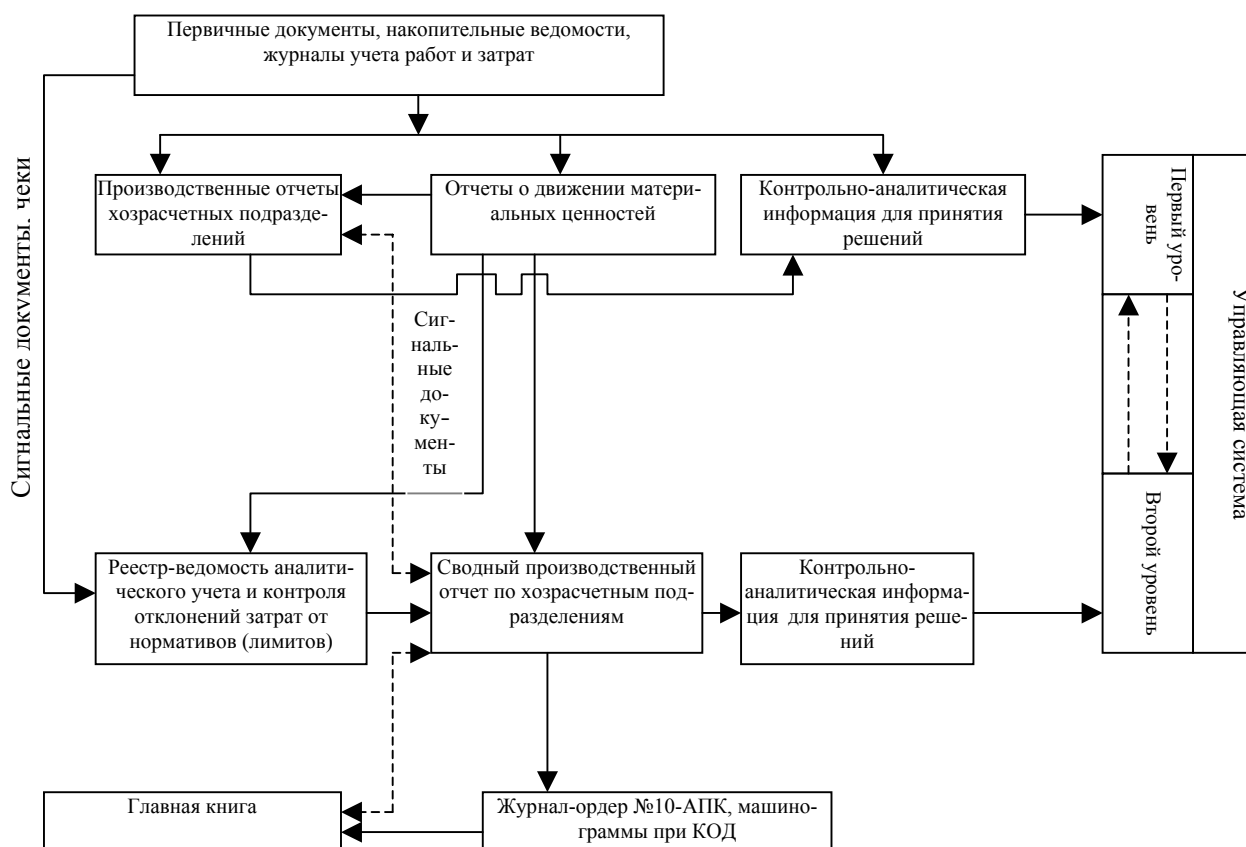 Первичные документы, накопительные ведомости,
журналы учета работ и затрат
Сигнальные документы. чеки
Производственные отчеты
хозрасчетных подразде-
лений
Отчеты о движении матери-
альных ценностей
Контрольно-аналитическая
информация для принятия
решений
Первый уро-
вень
Управляющая система
Сиг-
наль-
ные
до-
ку-
мен-
ты
Второй уровень
Реестр-ведомость аналити-
ческого учета и контроля
отклонений затрат от
нормативов (лимитов)
Сводный производственный
отчет по хозрасчетным под-
разделениям
Контрольно-
аналитическая информа-
ция для принятия реше-
ний
Главная книга
Журнал-ордер №10-АПК, машино-
граммы при КОД